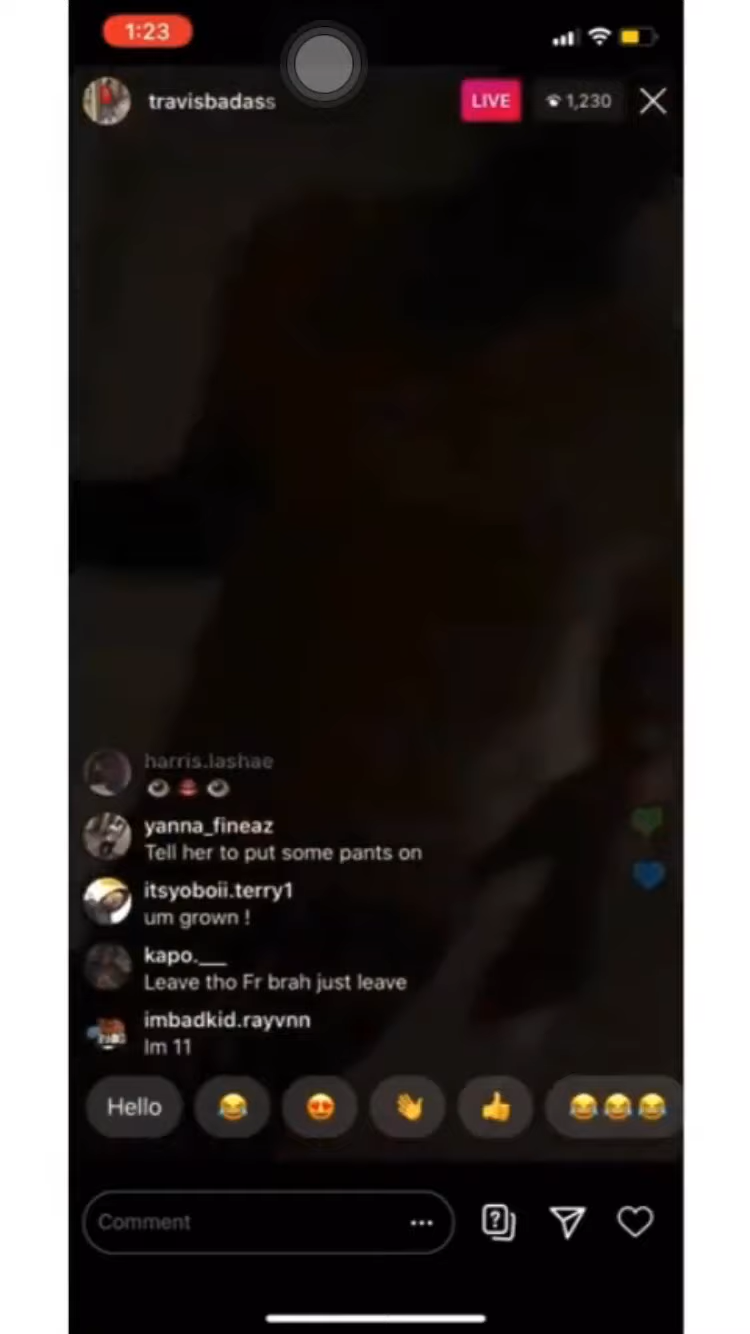 1:23
travisbadass
LIVE 1,230
harris.lashae
👁👄👁
yanna_fineaz
Tell her to put some pants on
itsyoboii.terry1
um grown !
kapo.___
Leave tho Fr brah just leave
imbadkid.rayvnn
Im 11
Hello 😂 😍 👋 👍 😂😂😂
Comment